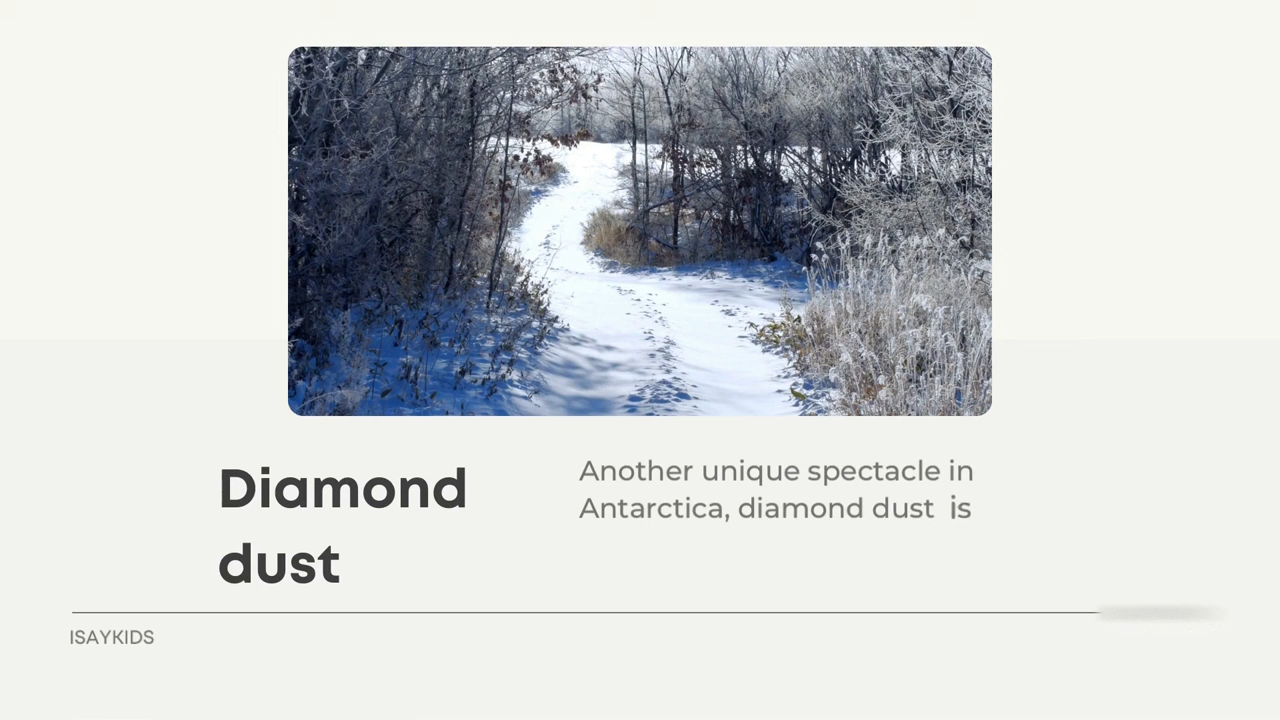 Diamond
dust
Another unique spectacle in
Antarctica, diamond dust is
ISAYKIDS